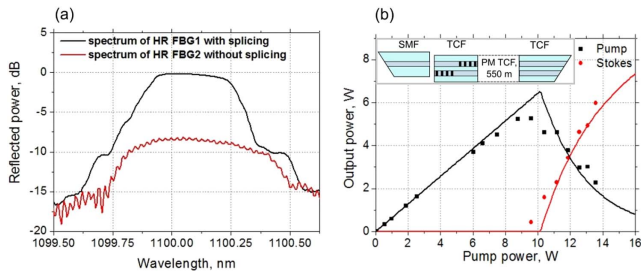 (a)
spectrum of HR FBG1 with splicing
spectrum of HR FBG2 without splicing
Reflected power, dB
5
0
-5
-10
-15
-20
1099.50
1099.75
1100.00
1100.25
1100.50
Wavelength, nm
(b)
SMF
TCF
TCF
PM TCF,
550 m
Pump
Stokes
Output power, W
8
6
4
2
0
0
2
4
6
8
10
12
14
16
Pump power, W